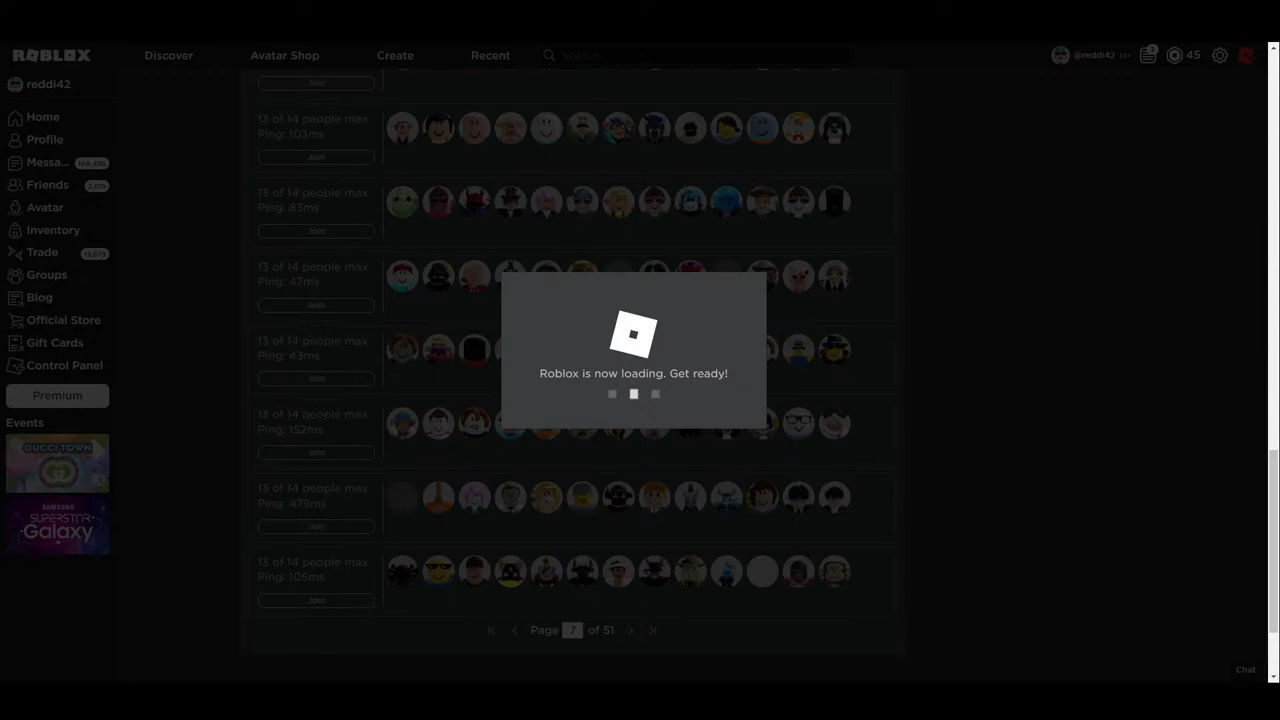 ROBLOX Discover Avatar Shop Create Recent Search @reddi42 3 45
reddi42
Home
Profile
Messa...
Friends
Avatar
Inventory
Trade
Groups
Blog
Official Store
Gift Cards
Control Panel
Premium
Events
GUCCI TOWN
SAMSUNG
SUPERSTAR
Galaxy
Join
13 of 14 people max
Ping: 103ms
Join
13 of 14 people max
Ping: 83ms
Join
13 of 14 people max
Ping: 47ms
Join
13 of 14 people max
Ping: 43ms
Join
13 of 14 people max
Ping: 152ms
Join
13 of 14 people max
Ping: 479ms
Join
13 of 14 people max
Ping: 105ms
Join
Roblox is now loading. Get ready!
Page 7 of 51
Chat